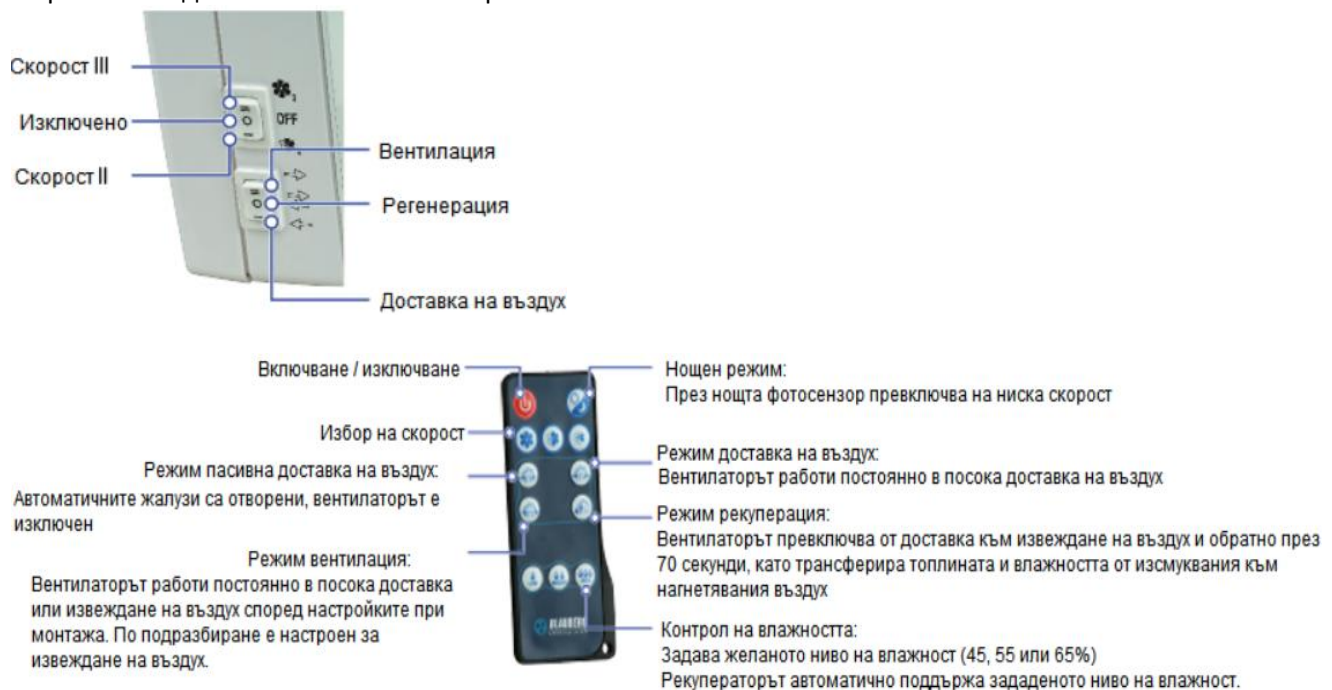 Скорост III
OFF
Изключено
Вентилация
Скорост II
Регенерация
Доставка на въздух
Включване / изключване
Избор на скорост
Режим пасивна доставка на въздух:
Автоматичните жалузи са отворени, вентилаторът е
изключен
Режим вентилация:
Вентилаторът работи постоянно в посока доставка
или извеждане на въздух според настройките при
монтажа. По подразбиране е настроен за
извеждане на въздух.
Нощен режим:
През нощта фотосензор превключва на ниска скорост
Режим доставка на въздух:
Вентилаторът работи постоянно в посока доставка на въздух
Режим рекуперация:
Вентилаторът превключва от доставка към извеждане на въздух и обратно през
70 секунди, като трансферира топлината и влажността от изсмуквания към
нагнетявания въздух
Контрол на влажността:
Задава желаното ниво на влажност (45, 55 или 65%)
Рекуператорът автоматично поддържа зададеното ниво на влажност.
BLAUBERG